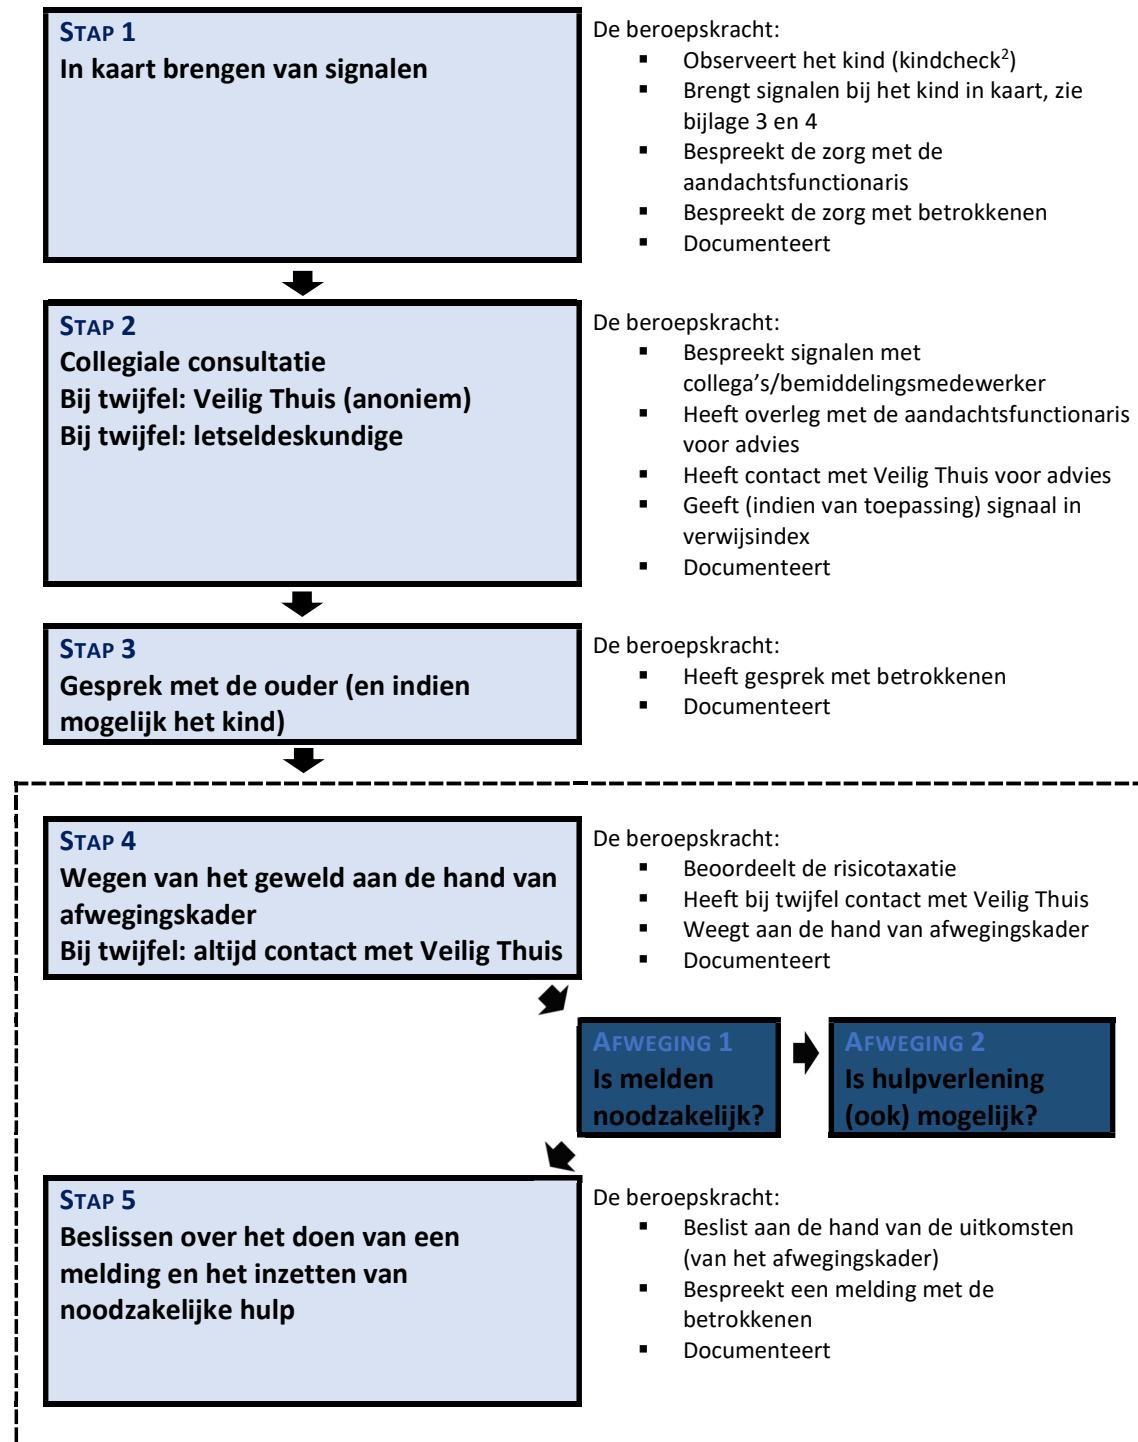 STAP 1
In kaart brengen van signalen
De beroepskracht:
▪ Observeert het kind (kindcheck²)
▪ Brengt signalen bij het kind in kaart, zie
bijlage 3 en 4
▪ Bespreekt de zorg met de
aandachtsfunctionaris
▪ Bespreekt de zorg met betrokkenen
▪ Documenteert
STAP 2
Collegiale consultatie
Bij twijfel: Veilig Thuis (anoniem)
Bij twijfel: letseldeskundige
De beroepskracht:
▪ Bespreekt signalen met
collega’s/bemiddelingsmedewerker
▪ Heeft overleg met de aandachtsfunctionaris
voor advies
▪ Heeft contact met Veilig Thuis voor advies
▪ Geeft (indien van toepassing) signaal in
verwijsindex
▪ Documenteert
STAP 3
Gesprek met de ouder (en indien
mogelijk het kind)
De beroepskracht:
▪ Heeft gesprek met betrokkenen
▪ Documenteert
STAP 4
Wegen van het geweld aan de hand van
afwegingskader
Bij twijfel: altijd contact met Veilig Thuis
De beroepskracht:
▪ Beoordeelt de risicotaxatie
▪ Heeft bij twijfel contact met Veilig Thuis
▪ Weegt aan de hand van afwegingskader
▪ Documenteert
AFWEGING 1
Is melden
noodzakelijk?
AFWEGING 2
Is hulpverlening
(ook) mogelijk?
STAP 5
Beslissen over het doen van een
melding en het inzetten van
noodzakelijke hulp
De beroepskracht:
▪ Beslist aan de hand van de uitkomsten
(van het afwegingskader)
▪ Bespreekt een melding met de
betrokkenen
▪ Documenteert